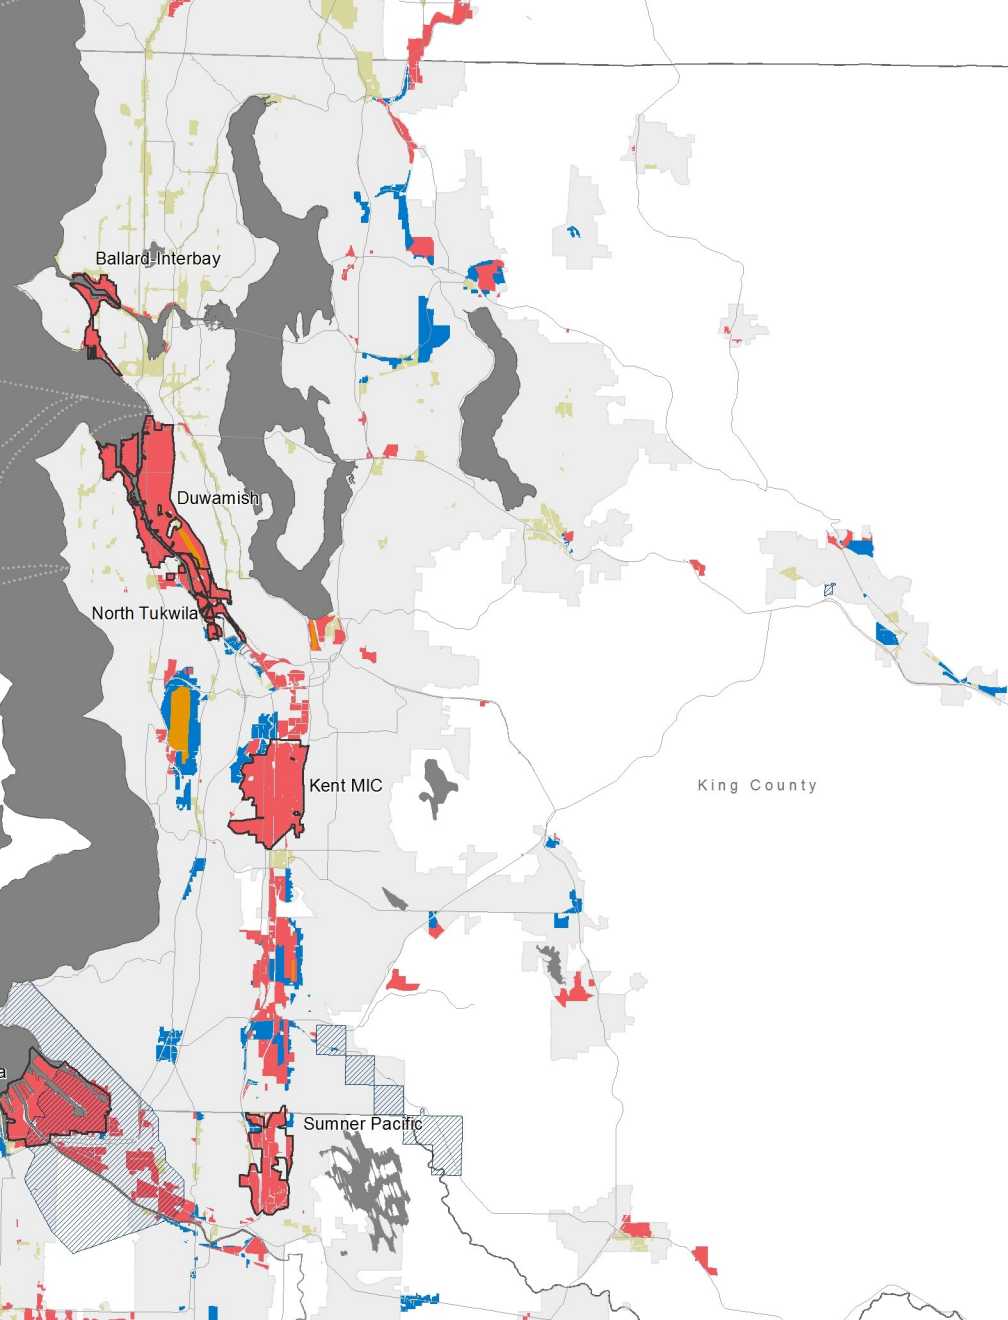 Ballard-Interbay
Duwamish
North Tukwila
Kent MIC
King County
a
Sumner Pacific